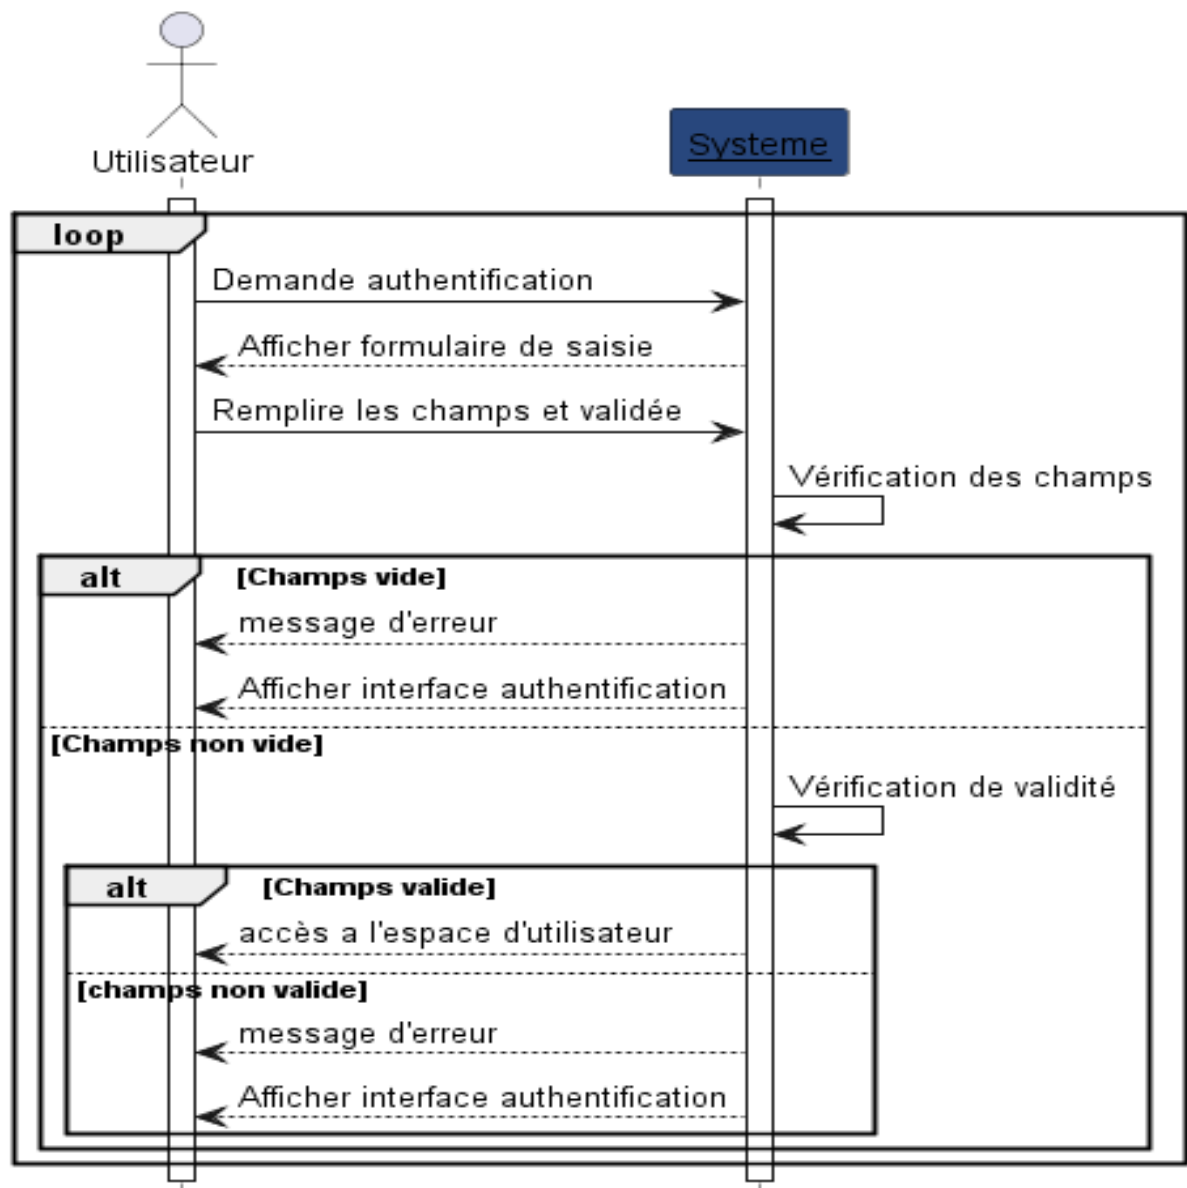 Utilisateur
Systeme
loop
Demande authentification
Afficher formulaire de saisie
Remplire les champs et validée
Vérification des champs
alt [Champs vide]
message d'erreur
Afficher interface authentification
[Champs non vide]
Vérification de validité
alt [Champs valide]
accès a l'espace d'utilisateur
[champs non valide]
message d'erreur
Afficher interface authentification